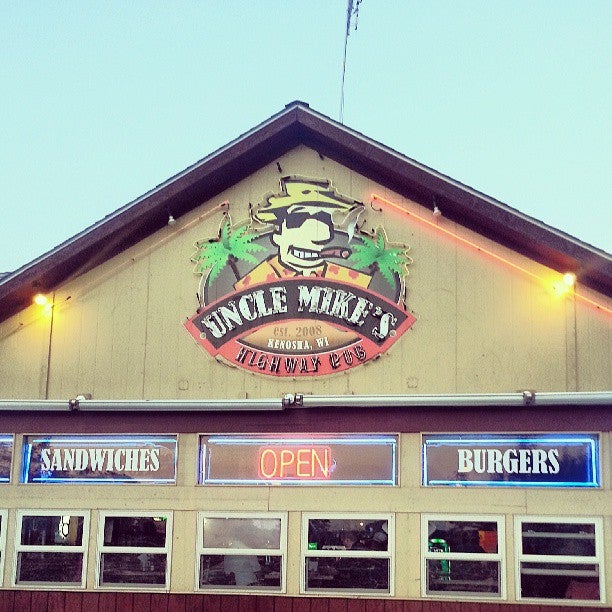 UNCLE MIKE'S
EST. 2008
KENOSHA, WI
HIGHWAY PUB
SANDWICHES
OPEN
BURGERS